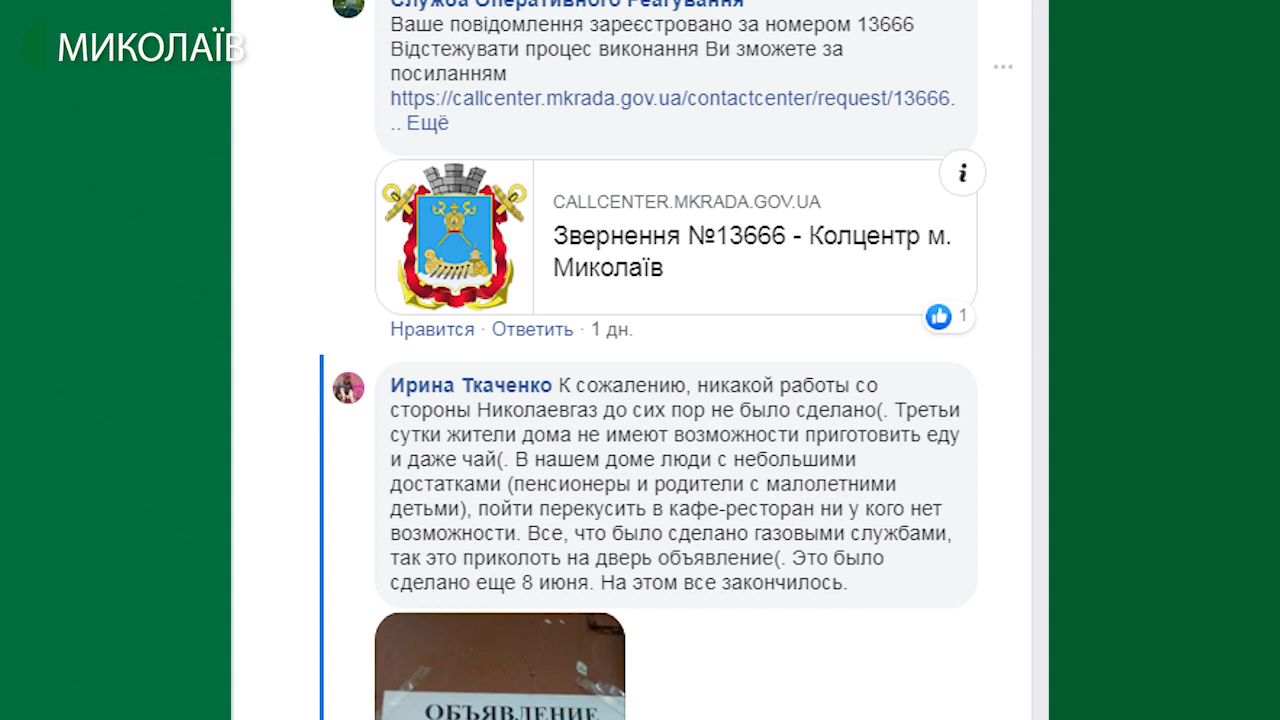 МИКОЛАЇВ
Служба Оперативного Реагування
Ваше повідомлення зареєстровано за номером 13666
Відстежувати процес виконання Ви зможете за
посиланням
https://callcenter.mkrada.gov.ua/contactcenter/request/13666.
.. Ещё
CALLCENTER.MKRADA.GOV.UA
Звернення №13666 - Колцентр м.
Миколаїв
Нравится · Ответить · 1 дн.
1
Ирина Ткаченко К сожалению, никакой работы со
стороны Николаевгаз до сих пор не было сделано(. Третьи
сутки жители дома не имеют возможности приготовить еду
и даже чай(. В нашем доме люди с небольшими
достатками (пенсионеры и родители с малолетними
детьми), пойти перекусить в кафе-ресторан ни у кого нет
возможности. Все, что было сделано газовыми службами,
так это приколоть на дверь объявление(. Это было
сделано еще 8 июня. На этом все закончилось.
ОБЪЯВЛЕНИЕ